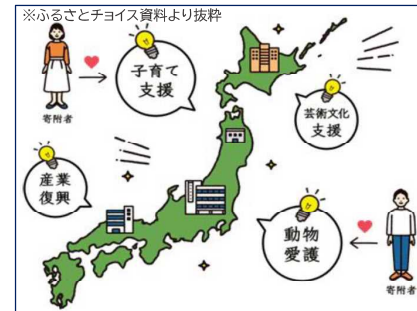 ※ふるさとチョイス資料より抜粋
子育て
支援
寄附者
芸術文化
支援
産業
復興
動物
愛護
寄附者